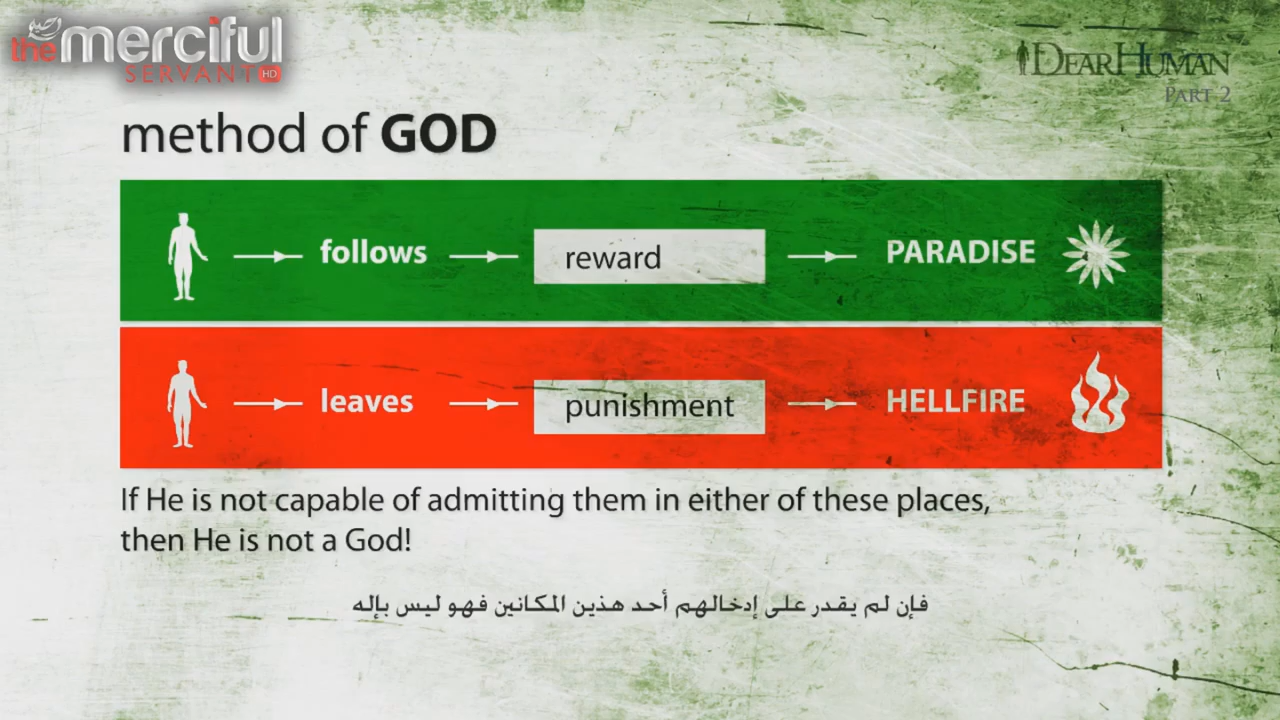 the merciful
SERVANT HD
DEARHUMAN
PART 2
method of GOD
follows reward PARADISE
leaves punishment HELLFIRE
If He is not capable of admitting them in either of these places,
then He is not a God!
فإن لم يقدر على إدخالهم أحد هذين المكانين فهو ليس بإله